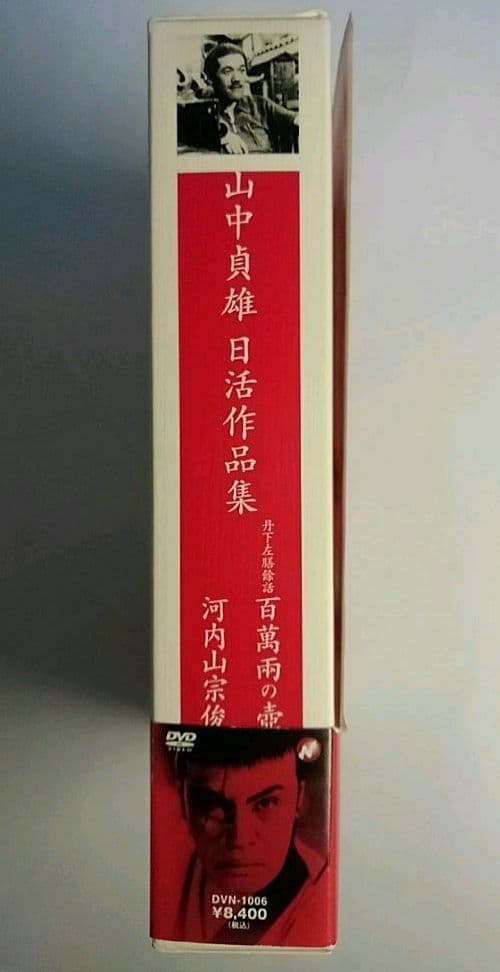 山中貞雄 日活作品集
丹下左膳餘話 百萬兩の壺
河内山宗俊
DVD
VIDEO
N
DVN-1006
¥8,400
(税込)